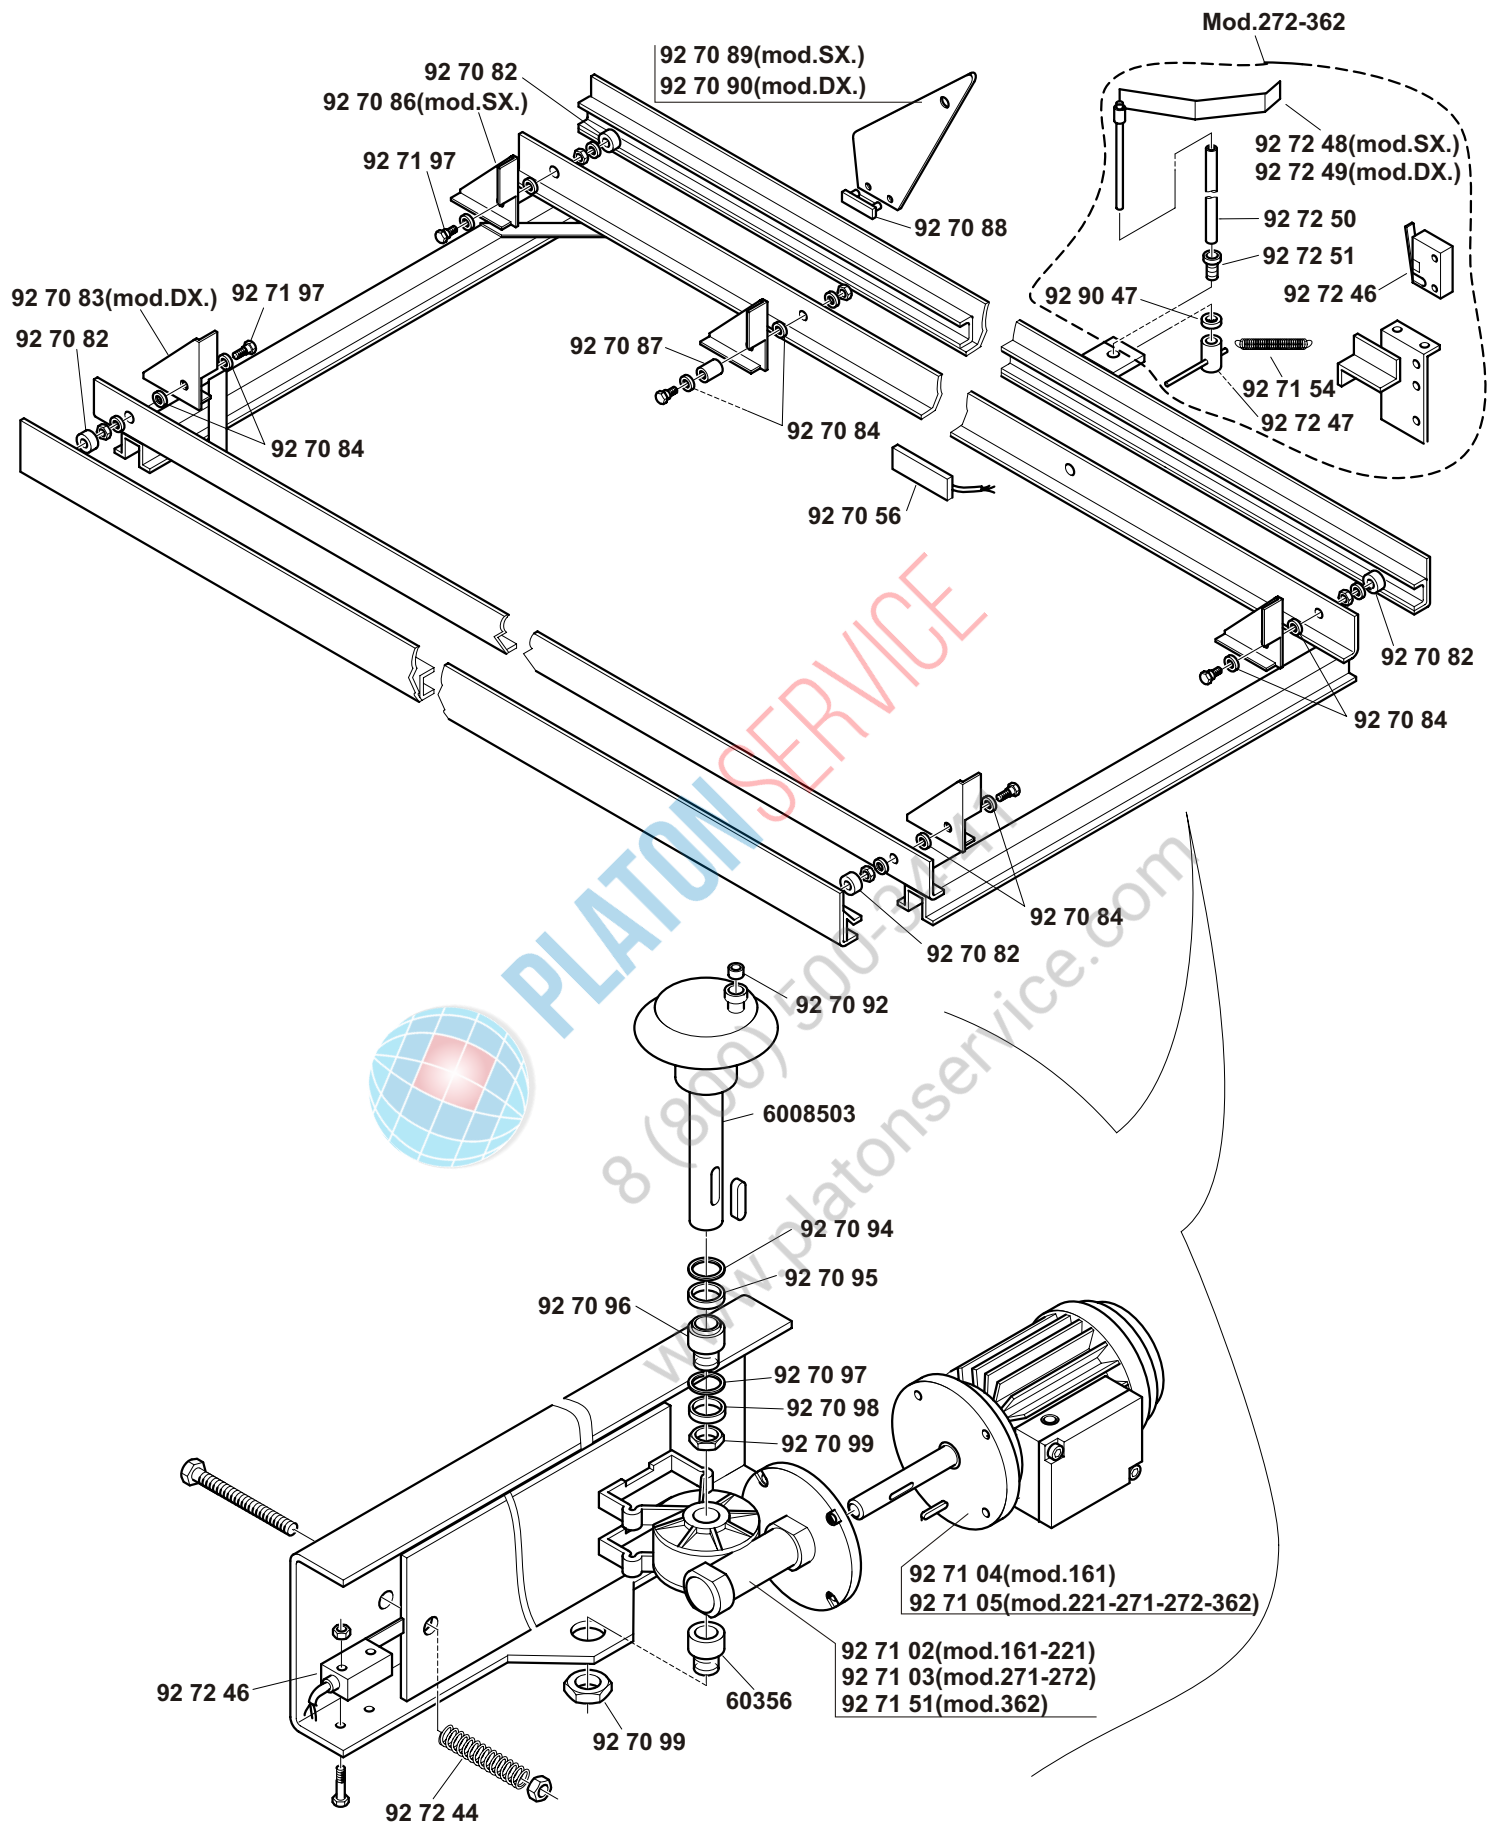 Mod.272-362
92 70 89(mod.SX.)
92 70 90(mod.DX.)
92 70 82
92 70 86(mod.SX.)
92 71 97
92 72 48(mod.SX.)
92 72 49(mod.DX.)
92 70 88
92 72 50
92 72 51
92 72 46
92 90 47
92 70 83(mod.DX.)
92 71 97
92 70 82
92 70 87
92 71 54
92 72 47
92 70 84
92 70 84
92 70 56
92 70 82
92 70 84
92 70 84
92 70 82
PLATONSERVICE
8 (800) 500-34-41
www.platonservice.com
92 70 92
6008503
92 70 94
92 70 95
92 70 96
92 70 97
92 70 98
92 70 99
92 71 04(mod.161)
92 71 05(mod.221-271-272-362)
92 71 02(mod.161-221)
92 71 03(mod.271-272)
92 71 51(mod.362)
92 72 46
60356
92 70 99
92 72 44